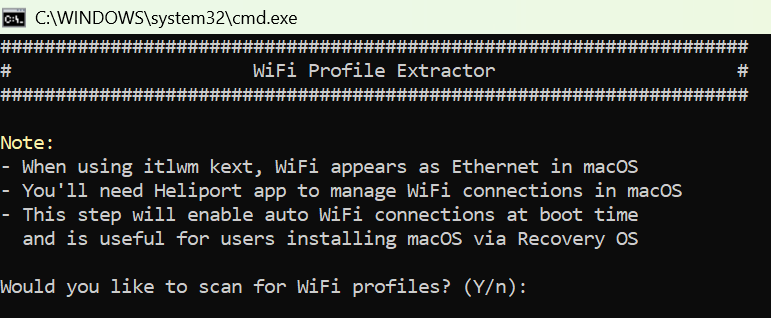 C:\WINDOWS\system32\cmd.exe
####################################################################
# WiFi Profile Extractor #
####################################################################
Note:
- When using itlwm kext, WiFi appears as Ethernet in macOS
- You'll need Heliport app to manage WiFi connections in macOS
- This step will enable auto WiFi connections at boot time
and is useful for users installing macOS via Recovery OS
Would you like to scan for WiFi profiles? (Y/n):